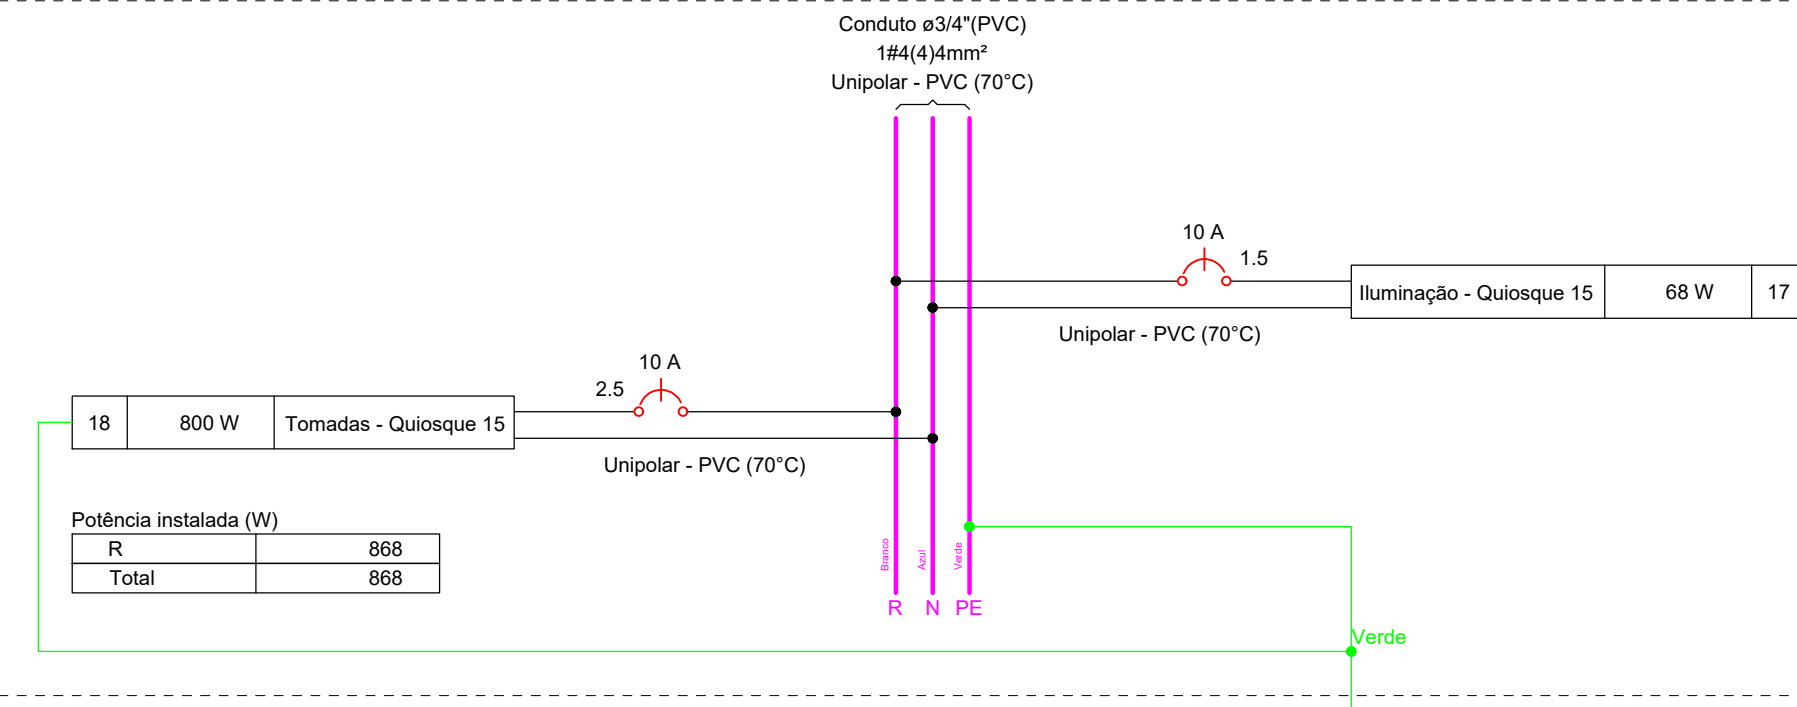 Conduto ø3/4"(PVC)
1#4(4)4mm²
Unipolar - PVC (70°C)
10 A
1.5
Iluminação - Quiosque 15 68 W 17
Unipolar - PVC (70°C)
10 A
2.5
18 800 W Tomadas - Quiosque 15
Unipolar - PVC (70°C)
Potência instalada (W)
R 868
Total 868
Branco
Azul
Verde
R N PE
Verde